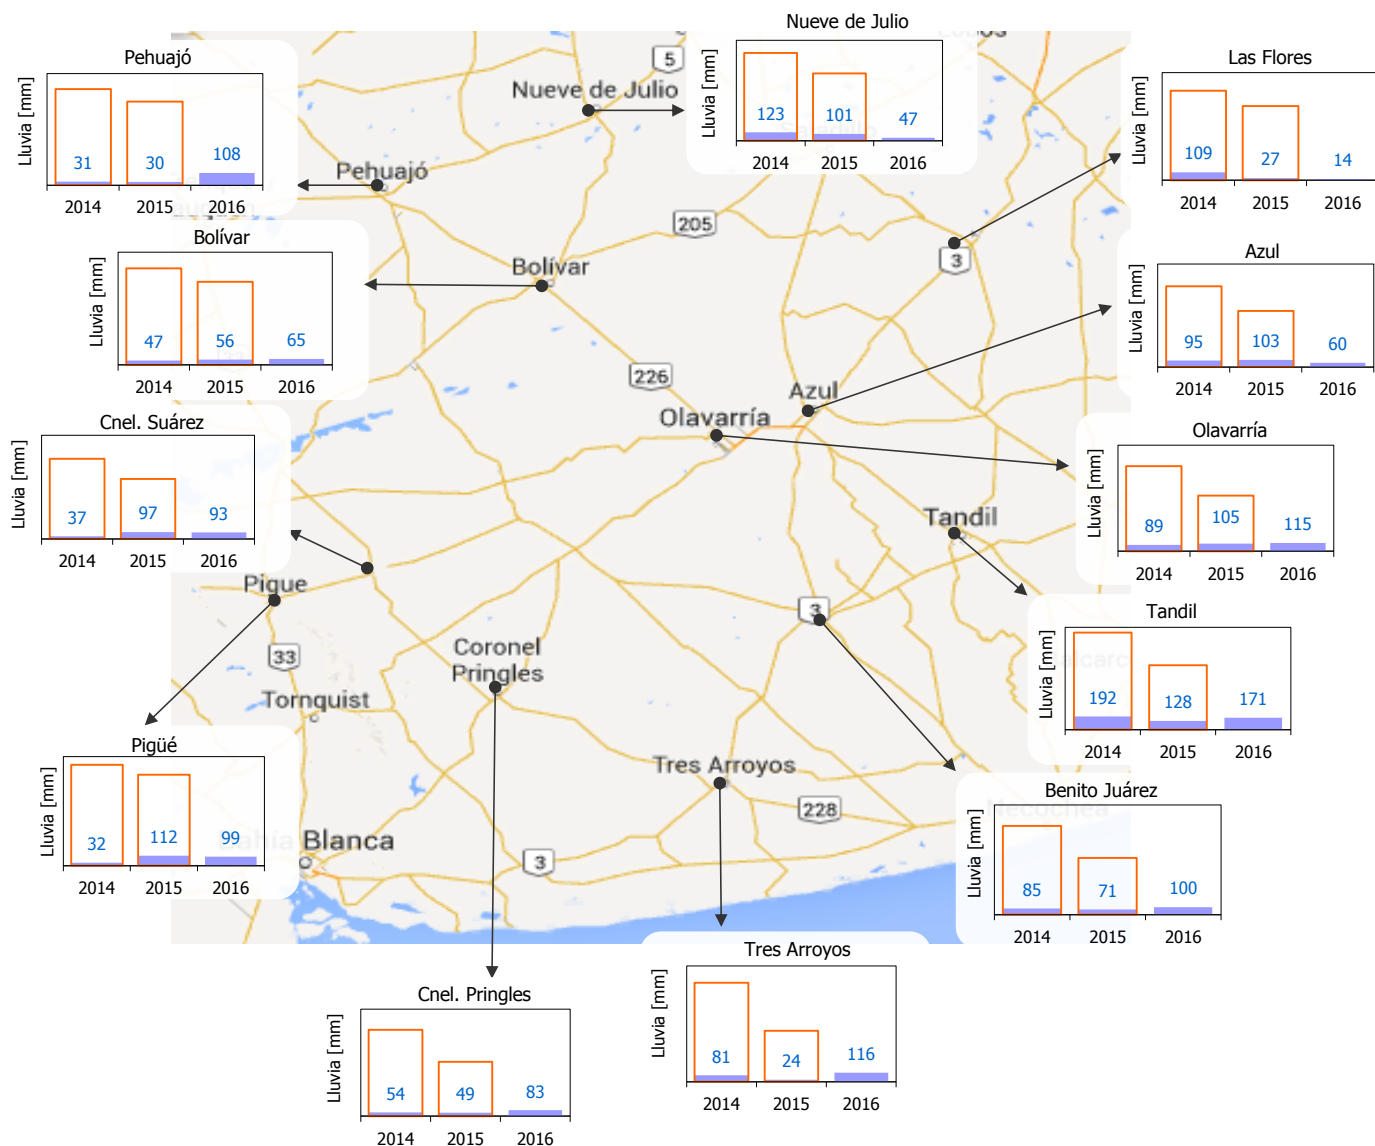 Nueve de Julio
Lluvia [mm]
123
101
47
2014
2015
2016
Pehuajó
Lluvia [mm]
31
30
108
2014
2015
2016
Las Flores
Lluvia [mm]
109
27
14
2014
2015
2016
Bolívar
Lluvia [mm]
47
56
65
2014
2015
2016
Azul
Lluvia [mm]
95
103
60
2014
2015
2016
Cnel. Suárez
Lluvia [mm]
37
97
93
2014
2015
2016
Olavarría
Lluvia [mm]
89
105
115
2014
2015
2016
Tandil
Lluvia [mm]
192
128
171
2014
2015
2016
Pigüé
Lluvia [mm]
32
112
99
2014
2015
2016
Benito Juárez
Lluvia [mm]
85
71
100
2014
2015
2016
Tres Arroyos
Lluvia [mm]
81
24
116
2014
2015
2016
Cnel. Pringles
Lluvia [mm]
54
49
83
2014
2015
2016
5
Nueve de Julio
Pehuajó
205
3
Bolívar
226
Azul
Olavarría
Tandil
Pigue
3
33
Coronel
Pringles
Tornquist
Tres Arroyos
228
Necochea
Bahía Blanca
3